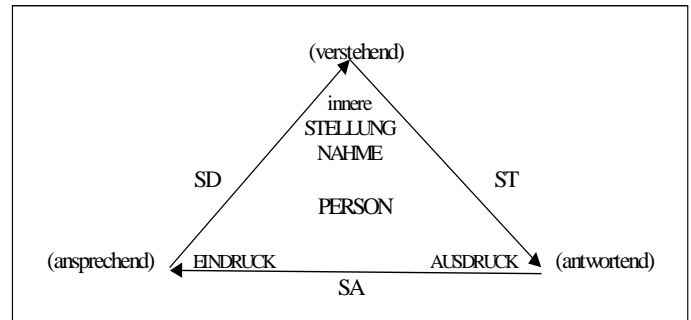 (verstehend)
innere
STELLUNG
NAHME
SD ST
PERSON
(ansprechend) EINDRUCK AUSDRUCK (antwortend)
SA